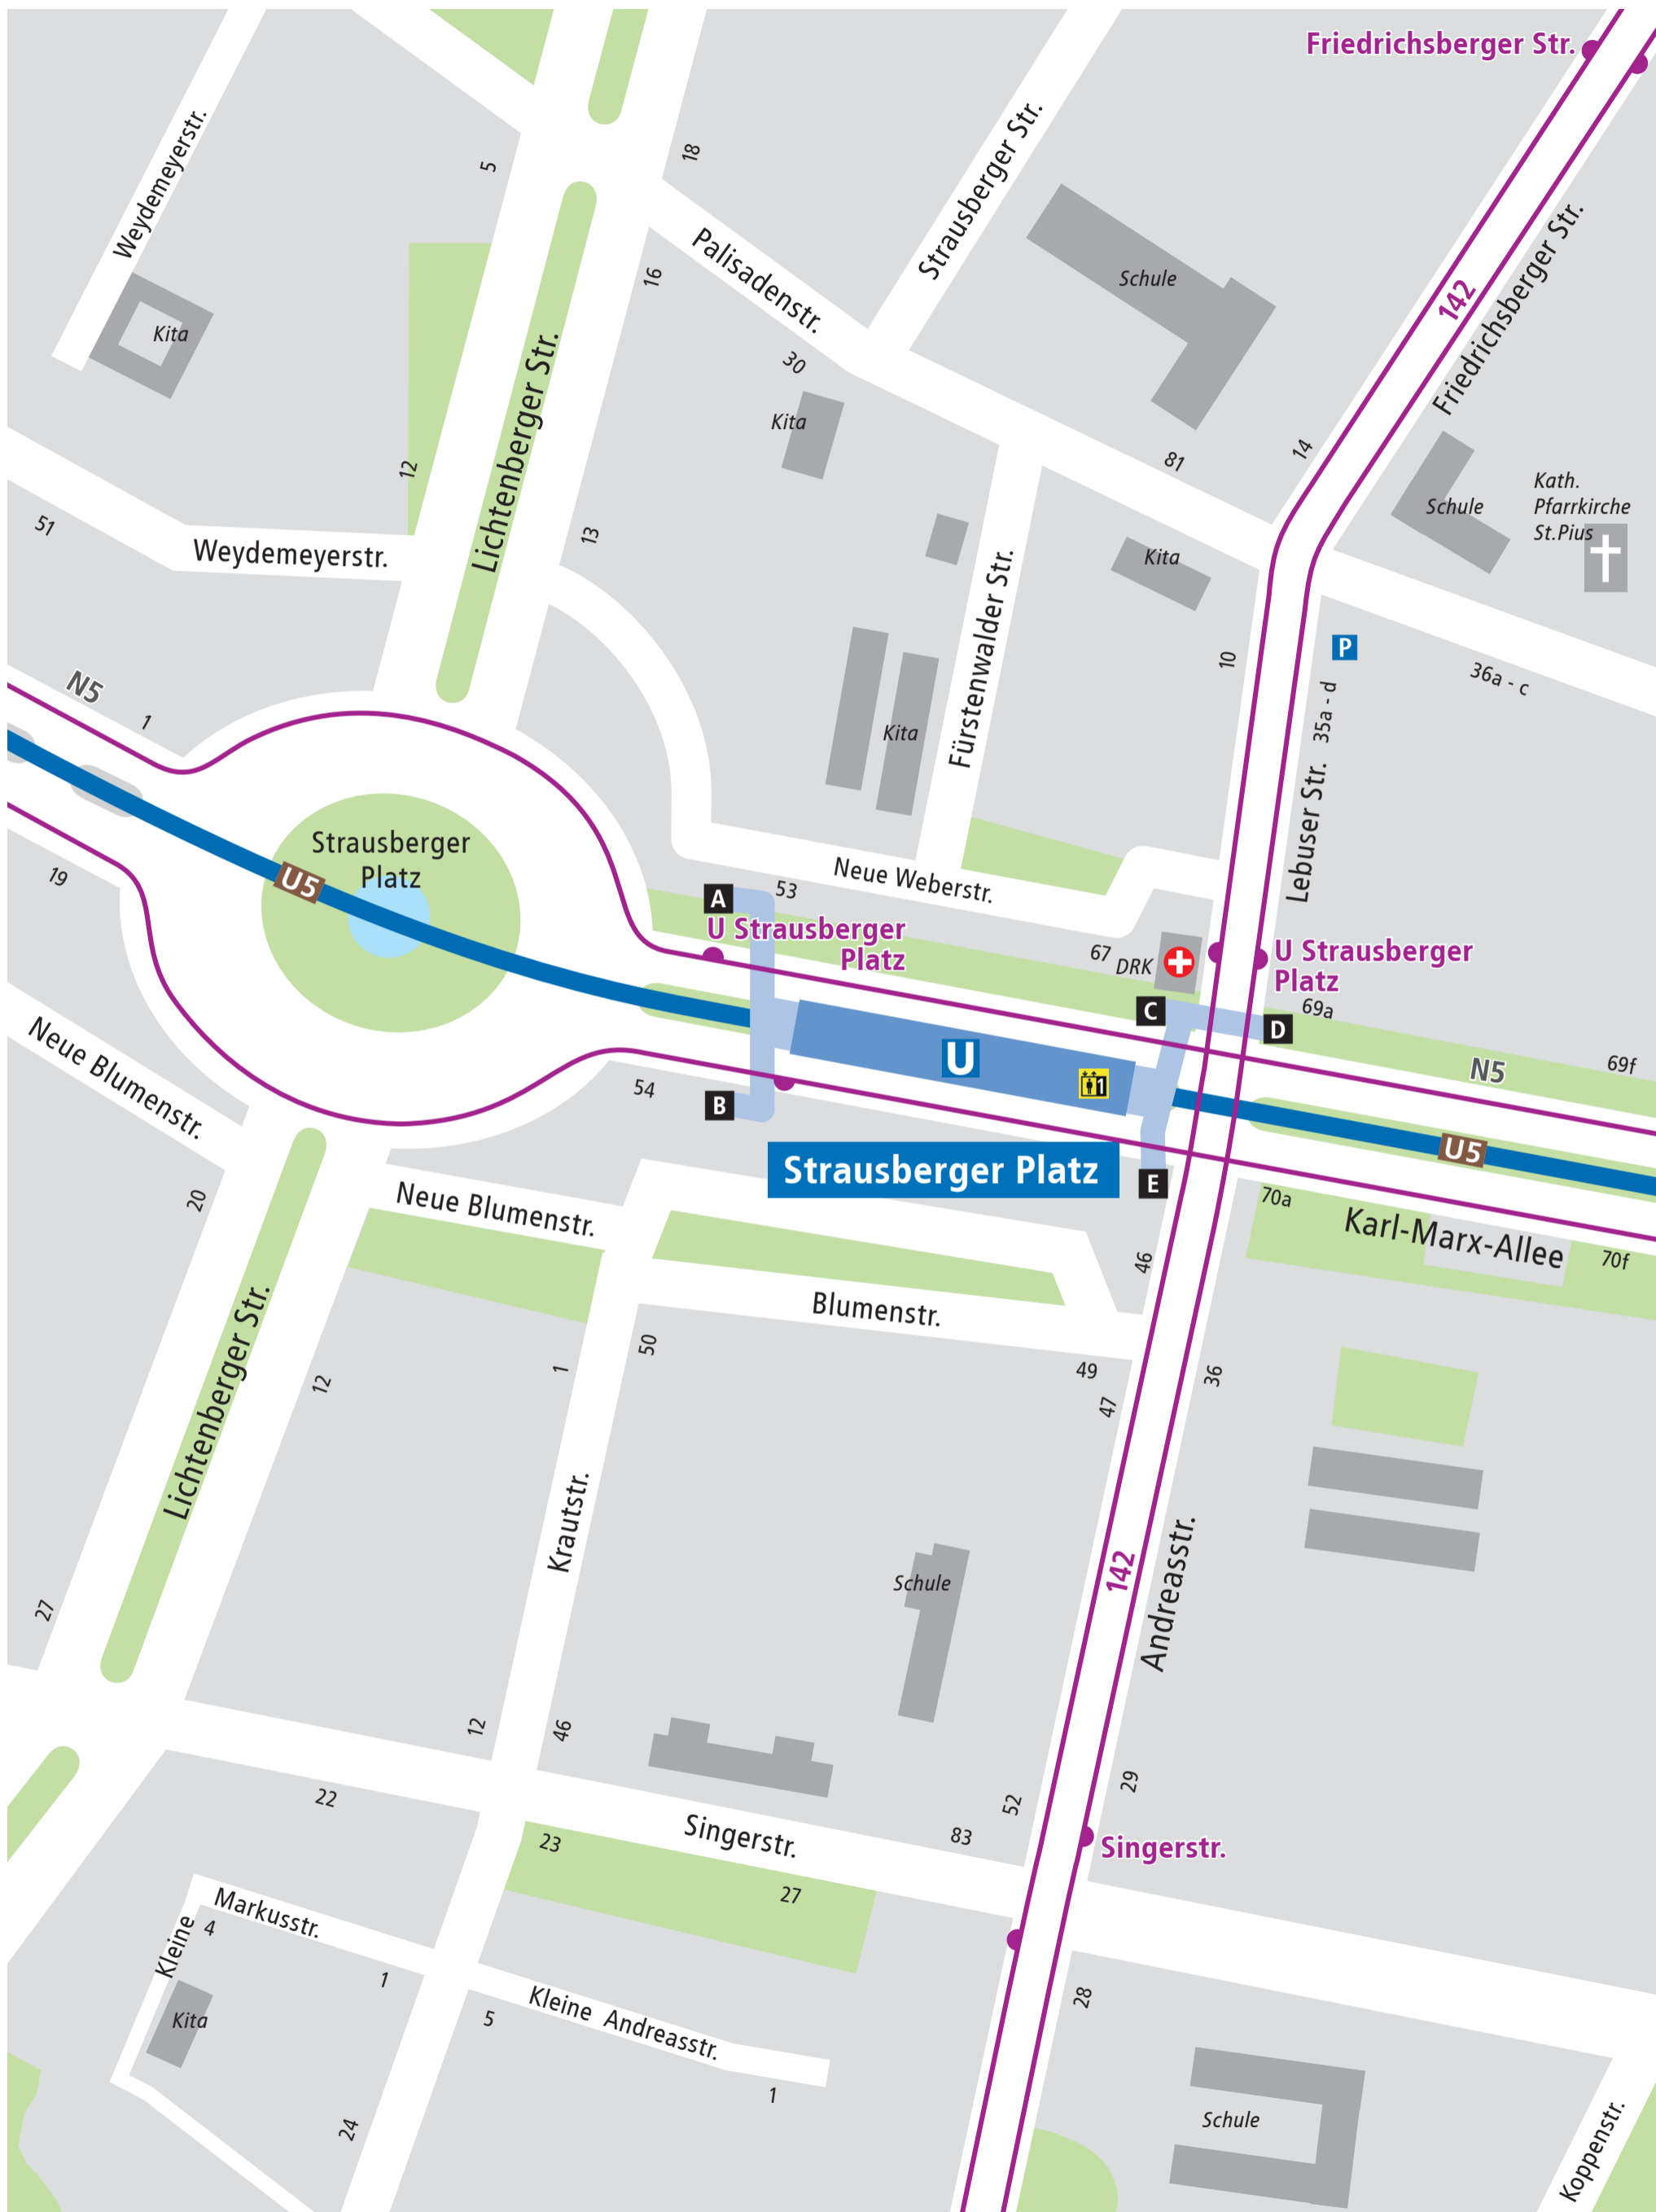 Friedrichsberger Str.
Weydemeyerstr.
5
18
Strausberger Str.
Palisadenstr.
16
Schule
142
Friedrichsberger Str.
Kita
30
Kita
Lichtenberger Str.
12
81
14
Schule
Kath.
Pfarrkirche
St.Pius
51
Weydemeyerstr.
13
Kita
Fürstenwalder Str.
10
P
35a - d
36a - c
N5
1
Kita
Lebuser Str.
Strausberger
Platz
U5
19
Neue Weberstr.
A
53
U Strausberger
Platz
67
DRK
U Strausberger
Platz
C
69a
D
N5
69f
U
1
Neue Blumenstr.
54
B
U5
Strausberger Platz
E
20
Neue Blumenstr.
70a
Karl-Marx-Allee
70f
46
Blumenstr.
Lichtenberger Str.
12
1
50
49
47
36
Krautstr.
142
Andreasstr.
Schule
27
12
46
29
52
22
23
Singerstr.
83
Singerstr.
27
Kleine
Markusstr.
4
1
Kita
5
Kleine Andreasstr.
1
28
24
Schule
Koppenstr.